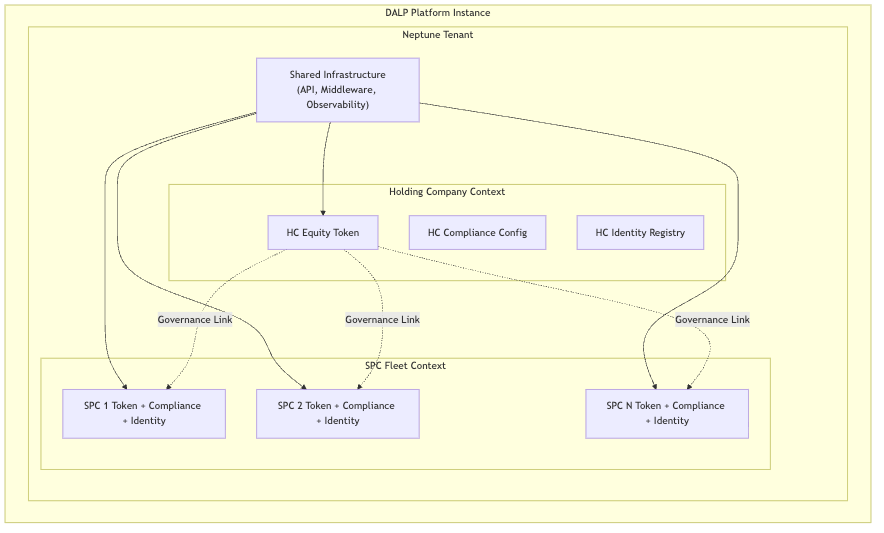 DALP Platform Instance
Neptune Tenant
Shared Infrastructure
(API, Middleware,
Observability)
Holding Company Context
HC Equity Token
HC Compliance Config
HC Identity Registry
Governance Link
Governance Link
Governance Link
SPC Fleet Context
SPC 1 Token + Compliance
+ Identity
SPC 2 Token + Compliance
+ Identity
SPC N Token + Compliance
+ Identity